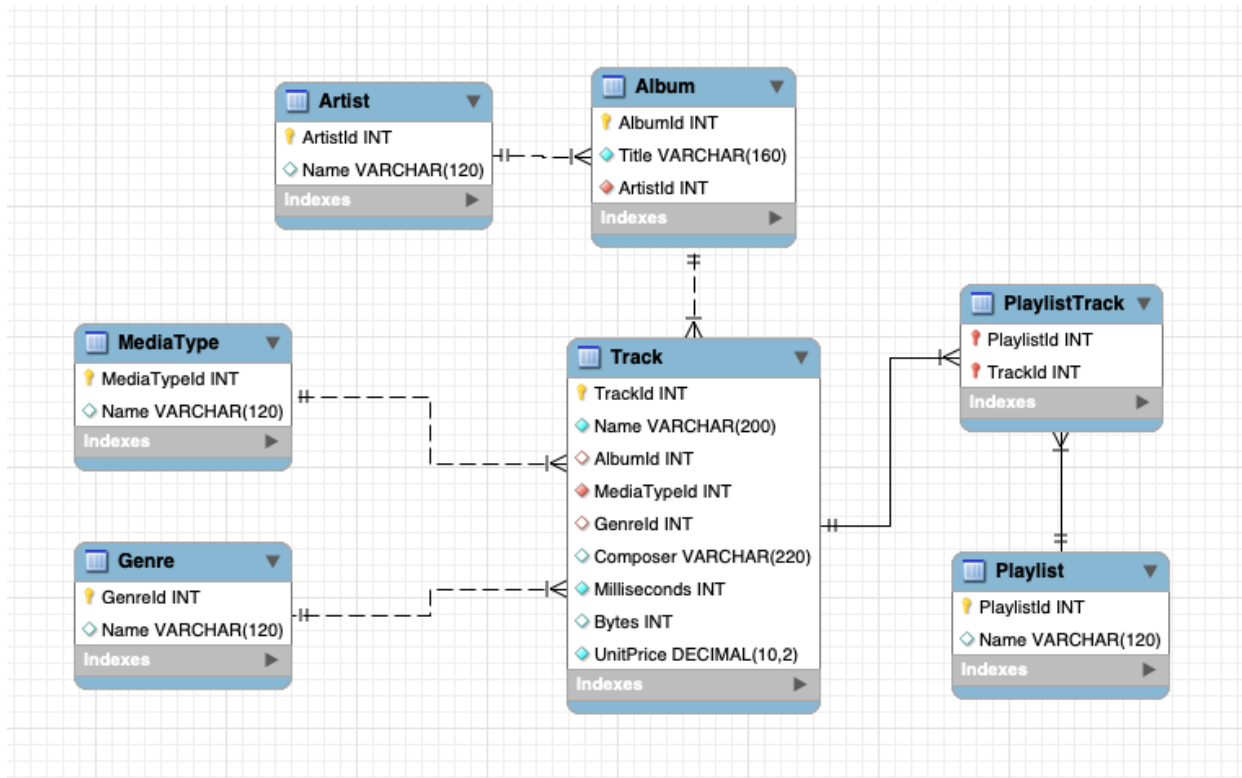 Artist
ArtistId INT
Name VARCHAR(120)
Indexes
Album
AlbumId INT
Title VARCHAR(160)
ArtistId INT
Indexes
MediaType
MediaTypeId INT
Name VARCHAR(120)
Indexes
Genre
GenreId INT
Name VARCHAR(120)
Indexes
Track
TrackId INT
Name VARCHAR(200)
AlbumId INT
MediaTypeId INT
GenreId INT
Composer VARCHAR(220)
Milliseconds INT
Bytes INT
UnitPrice DECIMAL(10,2)
Indexes
PlaylistTrack
PlaylistId INT
TrackId INT
Indexes
Playlist
PlaylistId INT
Name VARCHAR(120)
Indexes